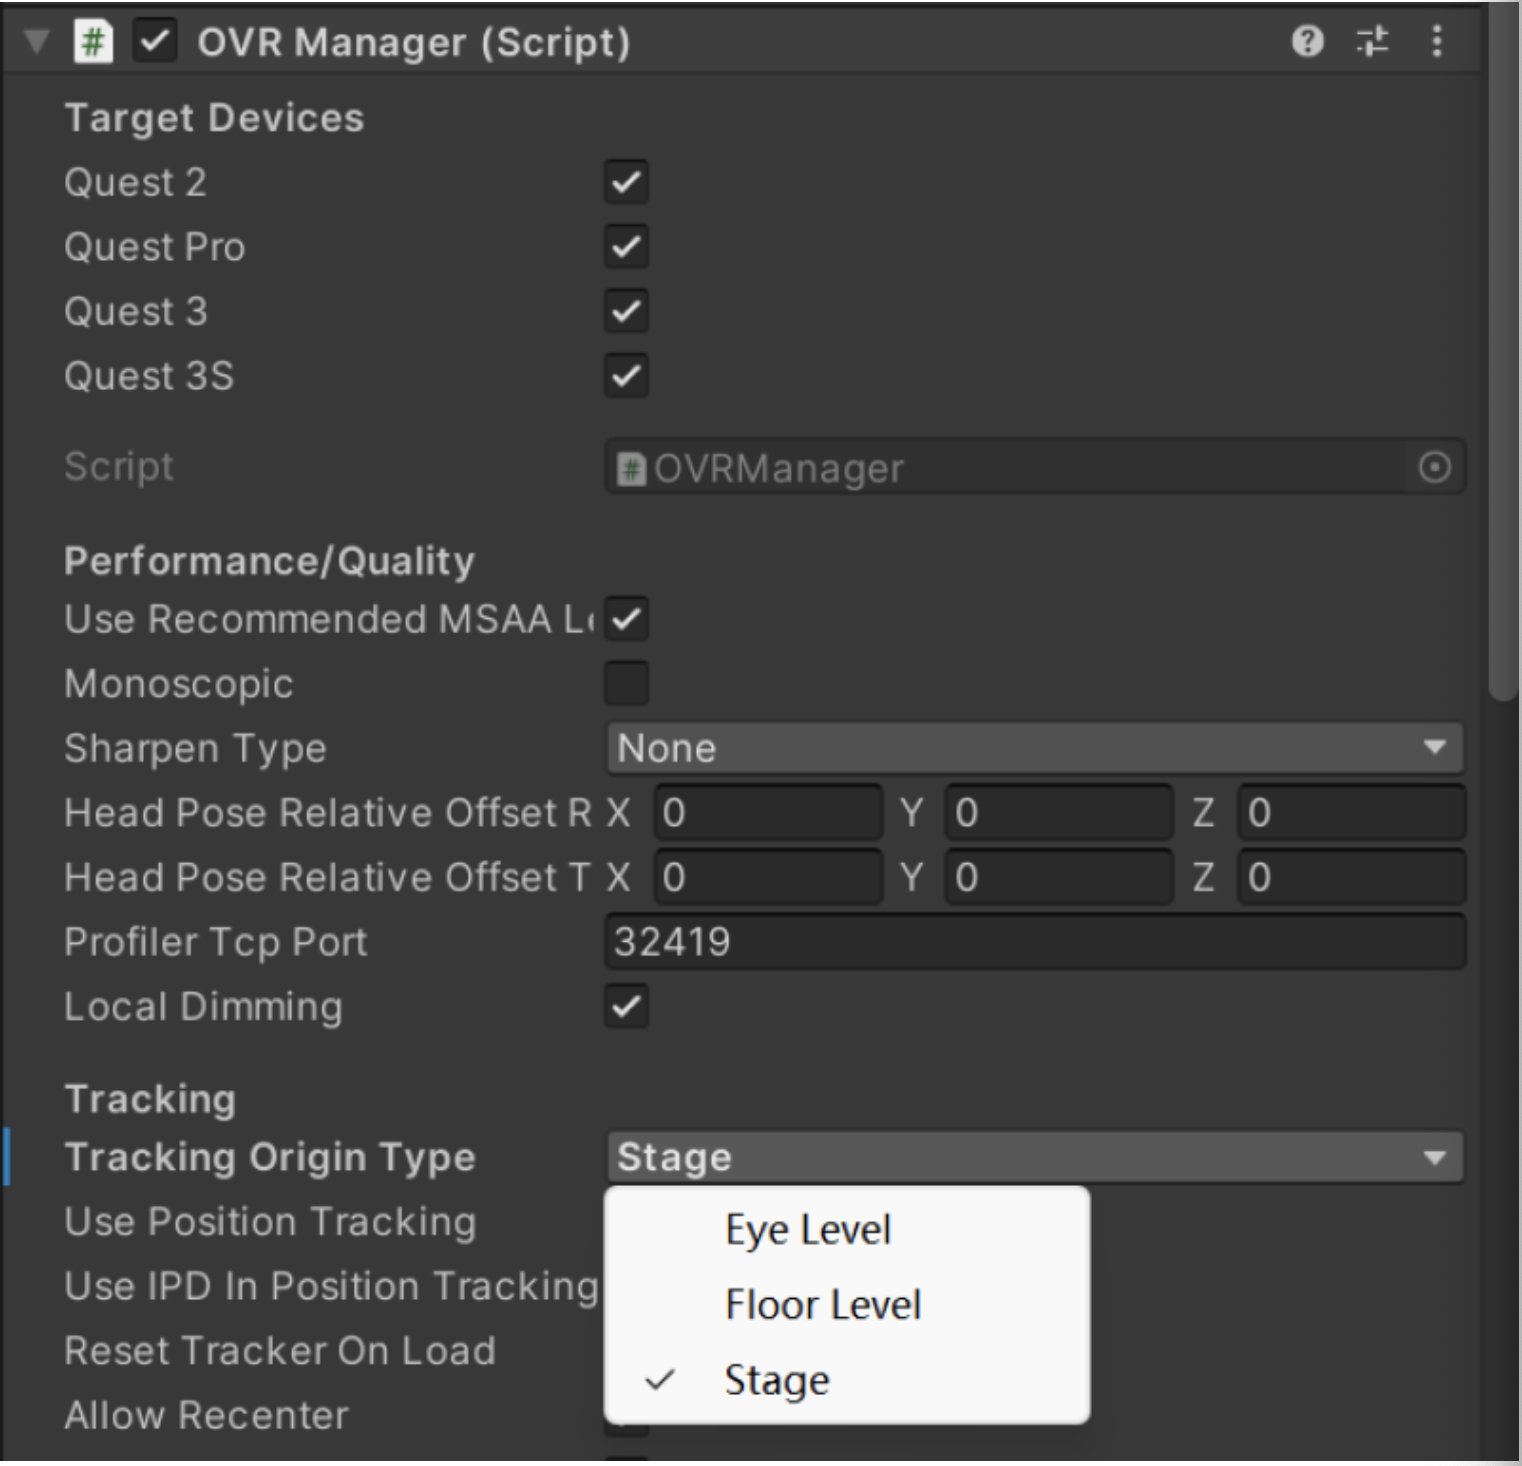 OVR Manager (Script)
Target Devices
Quest 2
Quest Pro
Quest 3
Quest 3S
Script # OVRManager
Performance/Quality
Use Recommended MSAA Le
Monoscopic
Sharpen Type None
Head Pose Relative Offset R X 0 Y 0 Z 0
Head Pose Relative Offset T X 0 Y 0 Z 0
Profiler Tcp Port 32419
Local Dimming
Tracking
Tracking Origin Type Stage
Use Position Tracking
Eye Level
Use IPD In Position Tracking
Floor Level
Reset Tracker On Load
Stage
Allow Recenter